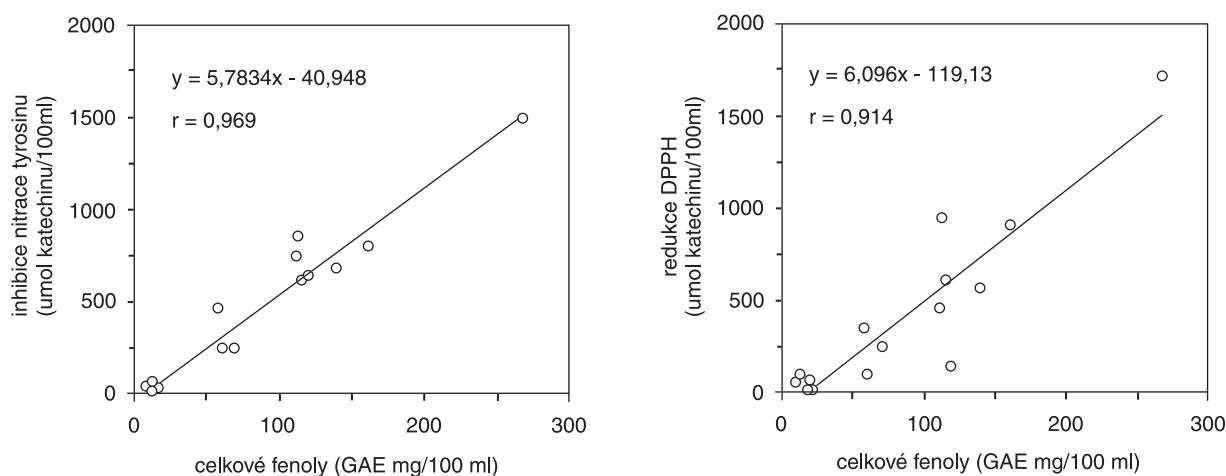 2000
1500
1000
500
0
y = 5,7834x - 40,948
r = 0,969
inhibice nitrace tyrosinu
(umol katechinu/100ml)
0
100
200
300
celkové fenoly (GAE mg/100 ml)
2000
1500
1000
500
0
y = 6,096x - 119,13
r = 0,914
redukce DPPH
(umol katechinu/100ml)
0
100
200
300
celkové fenoly (GAE mg/100 ml)